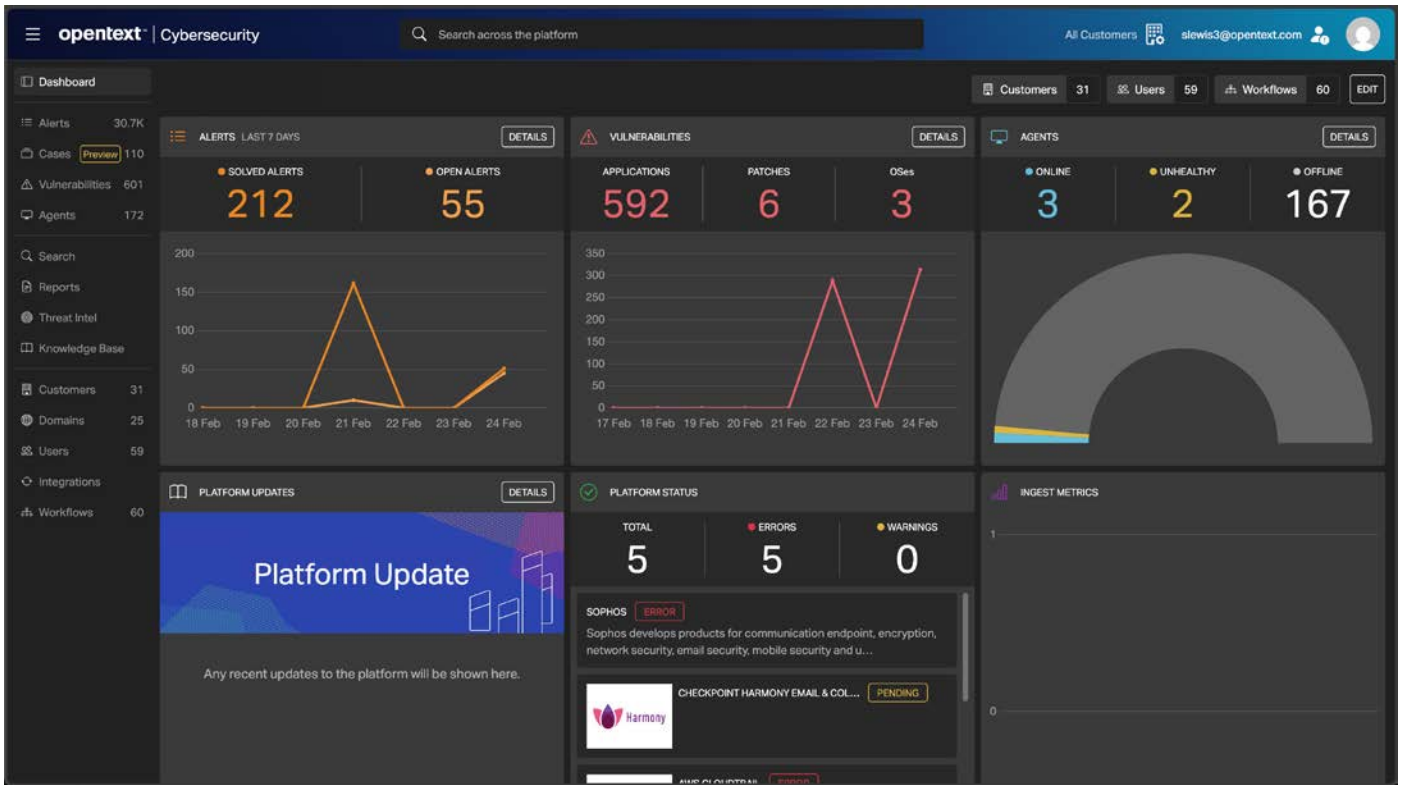 opentext™ | Cybersecurity
Search across the platform
All Customers
slewis3@opentext.com
Dashboard
Customers 31
Users 59
Workflows 60
EDIT
Alerts 30.7K
Cases Preview 110
Vulnerabilities 601
Agents 172
Search
Reports
Threat Intel
Knowledge Base
Customers 31
Domains 25
Users 59
Integrations
Workflows 60
ALERTS LAST 7 DAYS
DETAILS
SOLVED ALERTS
212
OPEN ALERTS
55
200
150
100
50
0
18 Feb 19 Feb 20 Feb 21 Feb 22 Feb 23 Feb 24 Feb
VULNERABILITIES
DETAILS
APPLICATIONS
592
PATCHES
6
OSes
3
350
300
250
200
150
100
50
0
17 Feb 18 Feb 19 Feb 20 Feb 21 Feb 22 Feb 23 Feb 24 Feb
AGENTS
DETAILS
ONLINE
3
UNHEALTHY
2
OFFLINE
167
PLATFORM UPDATES
DETAILS
Platform Update
Any recent updates to the platform will be shown here.
PLATFORM STATUS
TOTAL
5
ERRORS
5
WARNINGS
0
SOPHOS ERROR
Sophos develops products for communication endpoint, encryption,
network security, email security, mobile security and u...
Harmony
CHECKPOINT HARMONY EMAIL & COL... PENDING
AWS CLOUDTRAIL ERROR
INGEST METRICS
1
0